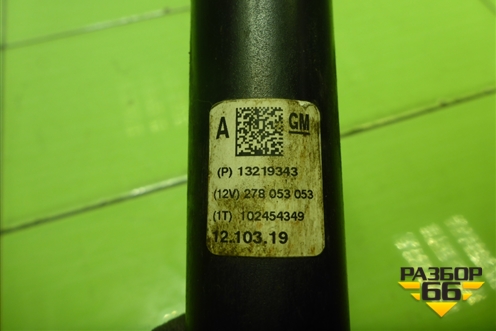 A GM
(P) 13219343
(12V) 278 053 053
(1T) 102454349
12.103.19
РАЗБОР
66